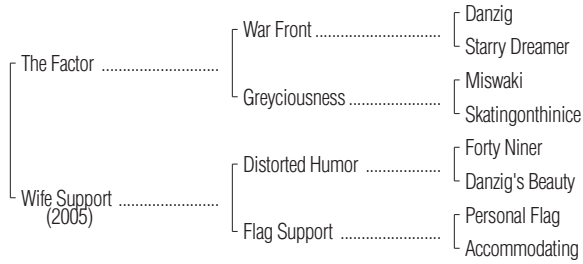 Danzig
War Front
Starry Dreamer
The Factor
Miswaki
Greyciousness
Skatingonthinice
Forty Niner
Distorted Humor
Danzig's Beauty
Wife Support
(2005)
Personal Flag
Flag Support
Accommodating